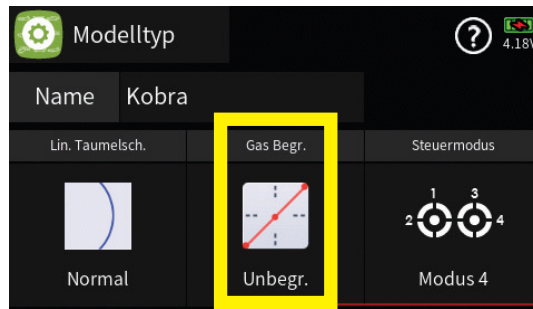 Modelltyp
?
4.18V
Name Kobra
Lin. Taumelsch. Gas Begr. Steuermodus
1 3
2 4
Normal Unbegr. Modus 4